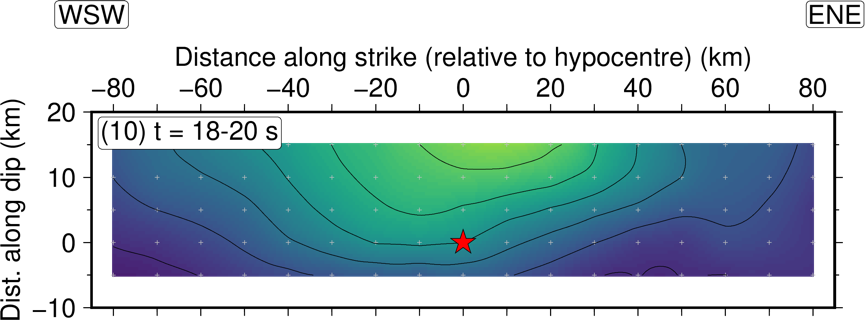 WSW
ENE
Distance along strike (relative to hypocentre) (km)
−80 −60 −40 −20 0 20 40 60 80
Dist. along dip (km)
20
(10) t = 18-20 s
10
0
−10